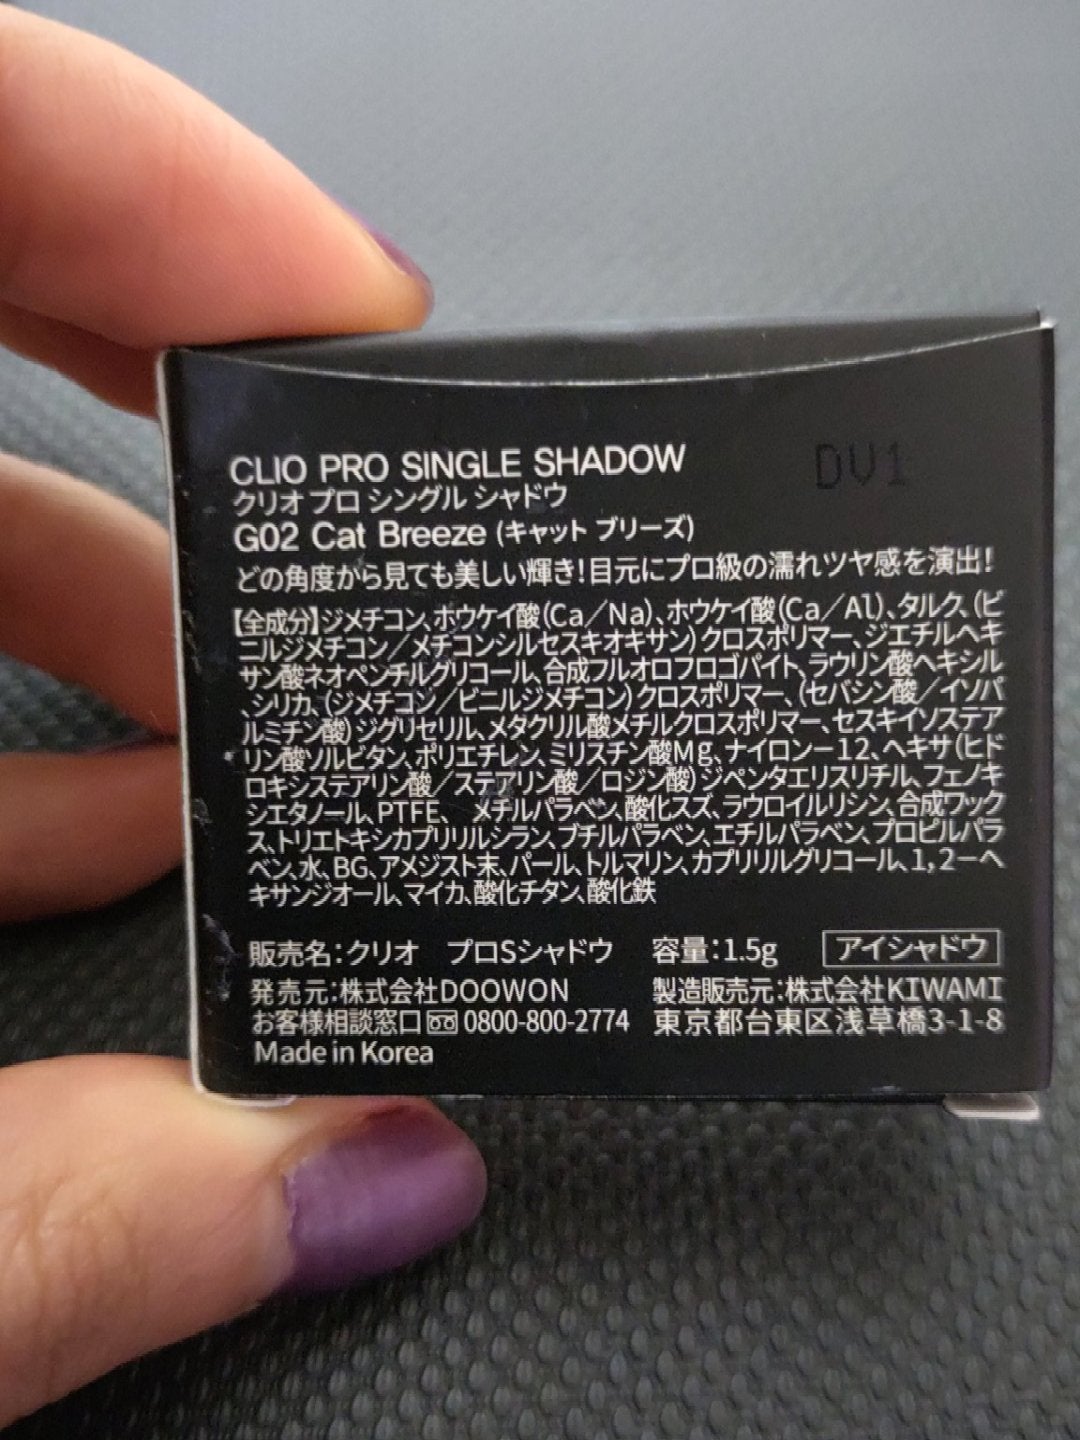 CLIO PRO SINGLE SHADOW
DV1
クリオ プロ シングル シャドウ
G02 Cat Breeze (キャット ブリーズ)
どの角度から見ても美しい輝き!目元にプロ級の濡れツヤ感を演出!
【全成分】ジメチコン、ホウケイ酸(Ca/Na)、ホウケイ酸(Ca/Al)、タルク、(ビ
ニルジメチコン/メチコンシルセスキオキサン)クロスポリマー、ジエチルヘキ
サン酸ネオペンチルグリコール、合成フルオロフロゴパイト、ラウリン酸ヘキシル
、シリカ、(ジメチコン/ビニルジメチコン)クロスポリマー、(セバシン酸/イソパ
ルミチン酸)ジグリセリル、メタクリル酸メチルクロスポリマー、セスキイソステア
リン酸ソルビタン、ポリエチレン、ミリスチン酸Mg、ナイロン－12、ヘキサ(ヒド
ロキシステアリン酸/ステアリン酸/ロジン酸)ジペンタエリスリチル、フェノキ
シエタノール、PTFE、 メチルパラベン、酸化スズ、ラウロイルリシン、合成ワック
ス、トリエトキシカプリリルシラン、ブチルパラベン、エチルパラベン、プロピルパラ
ベン、水、BG、アメジスト末、パール、トルマリン、カプリリルグリコール、1,2－ヘ
キサンジオール、マイカ、酸化チタン、酸化鉄
販売名:クリオ プロSシャドウ 容量:1.5g アイシャドウ
発売元:株式会社DOOWON 製造販売元:株式会社KIWAMI
お客様相談窓口 0800-800-2774 東京都台東区浅草橋3-1-8
Made in Korea